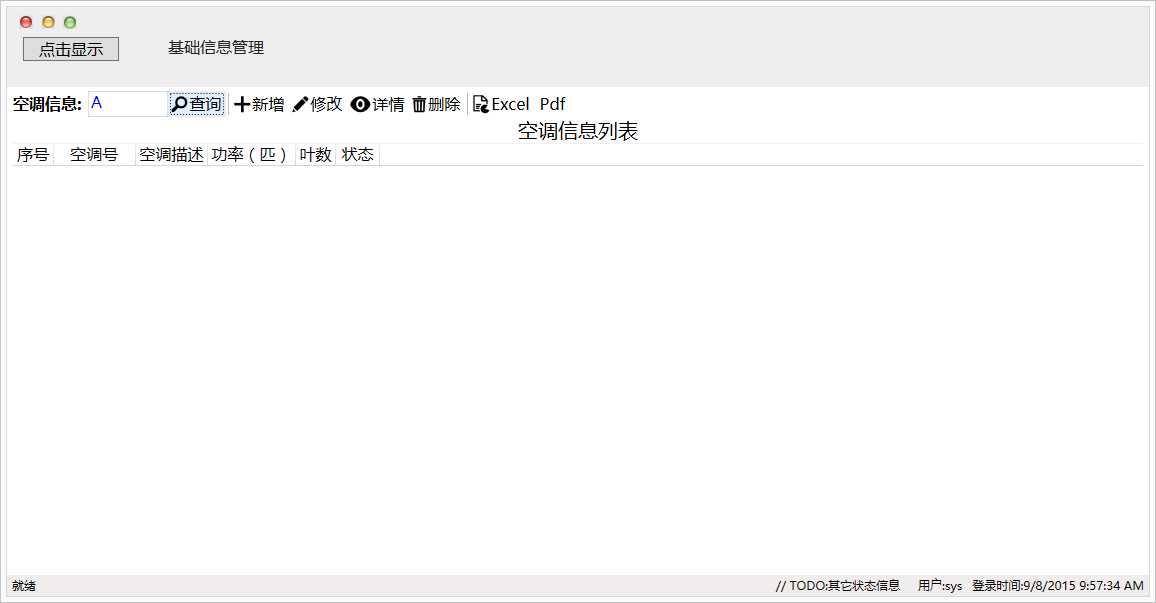 点击显示 基础信息管理
空调信息: A 查询 新增 修改 详情 删除 Excel Pdf
空调信息列表
序号 空调号 空调描述 功率（匹） 叶数 状态
就绪 // TODO:其它状态信息 用户:sys 登录时间:9/8/2015 9:57:34 AM